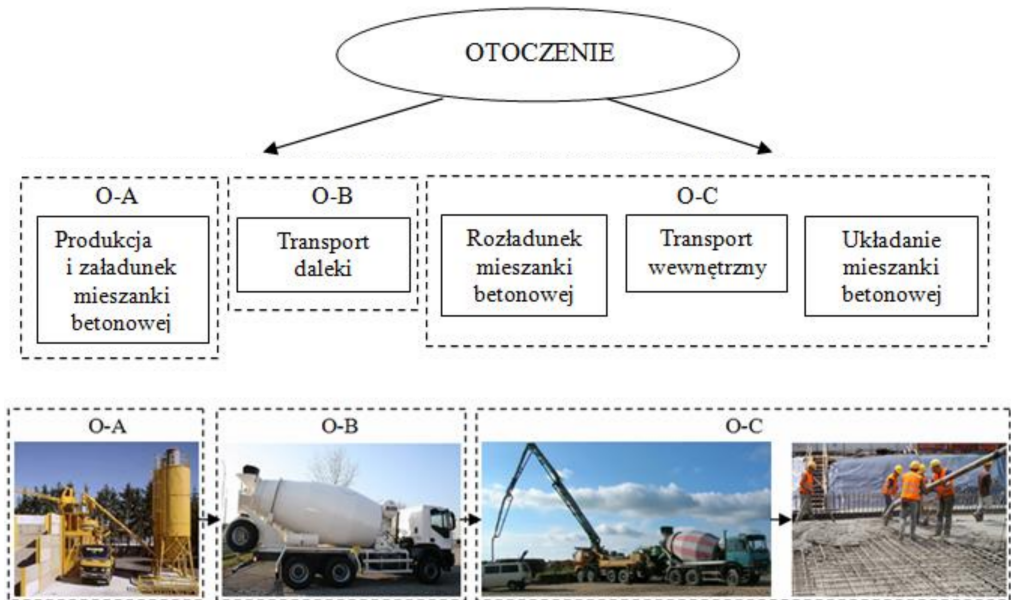 OTOCZENIE
O-A
Produkcja
i załadunek
mieszanki
betonowej
O-B
Transport
daleki
O-C
Rozładunek
mieszanki
betonowej
Transport
wewnętrzny
Układanie
mieszanki
betonowej
O-A
O-B
O-C